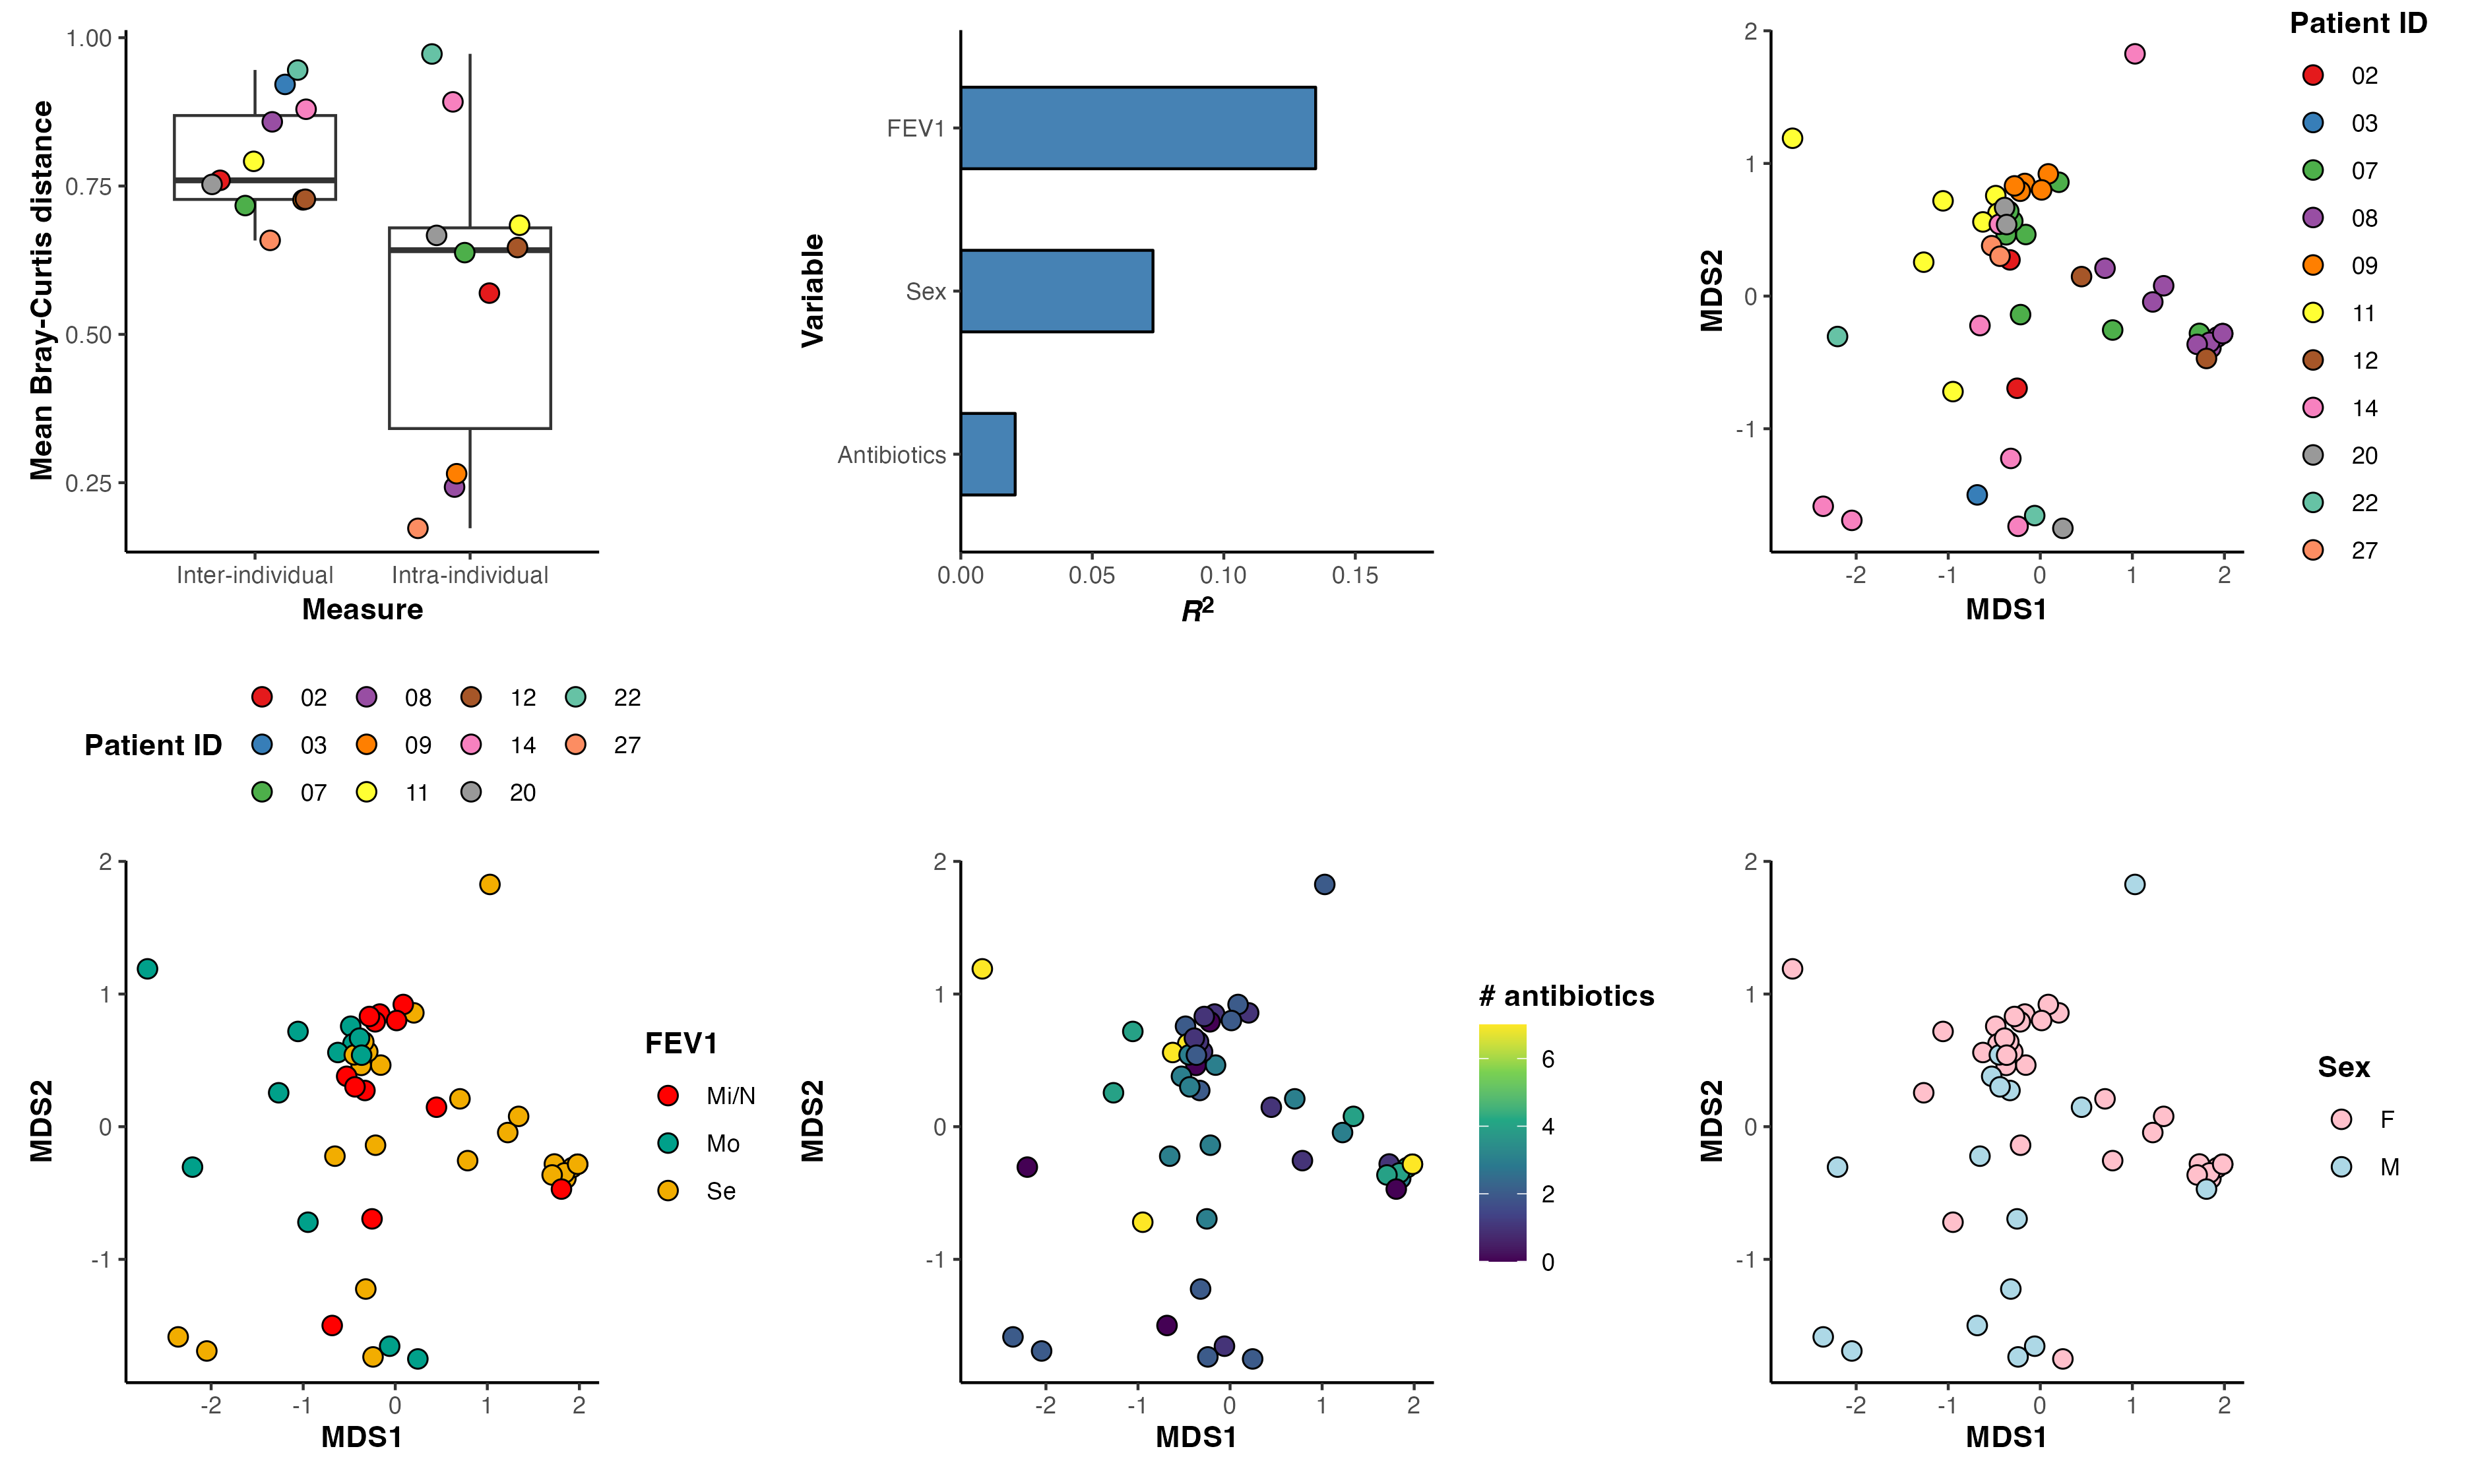 Mean Bray-Curtis distance
1.00
0.75
0.50
0.25
Inter-individual
Intra-individual
Measure
Patient ID
02
08
12
22
03
09
14
27
07
11
20
Variable
FEV1
Sex
Antibiotics
0.00
0.05
0.10
0.15
R²
MDS2
2
1
0
-1
-2
-1
0
1
2
MDS1
Patient ID
02
03
07
08
09
11
12
14
20
22
27
MDS2
2
1
0
-1
-2
-1
0
1
2
MDS1
FEV1
Mi/N
Mo
Se
MDS2
2
1
0
-1
-2
-1
0
1
2
MDS1
# antibiotics
6
4
2
0
MDS2
2
1
0
-1
-2
-1
0
1
2
MDS1
Sex
F
M